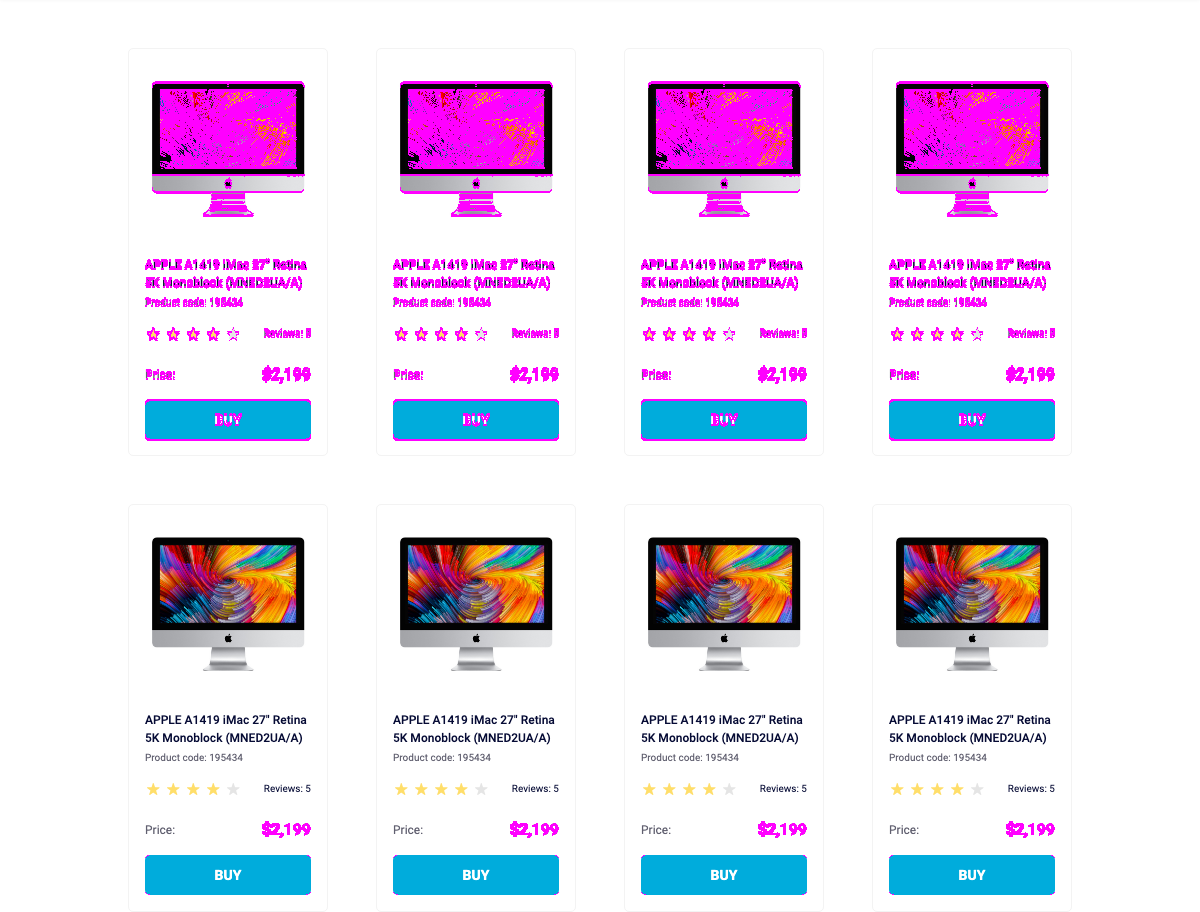 APPLE A1419 iMac 27" Retina
5K Monoblock (MNED2UA/A)
Product code: 195434
Reviews: 5
Price:
$2,199
BUY
APPLE A1419 iMac 27" Retina
5K Monoblock (MNED2UA/A)
Product code: 195434
Reviews: 5
Price:
$2,199
BUY
APPLE A1419 iMac 27" Retina
5K Monoblock (MNED2UA/A)
Product code: 195434
Reviews: 5
Price:
$2,199
BUY
APPLE A1419 iMac 27" Retina
5K Monoblock (MNED2UA/A)
Product code: 195434
Reviews: 5
Price:
$2,199
BUY
APPLE A1419 iMac 27" Retina
5K Monoblock (MNED2UA/A)
Product code: 195434
Reviews: 5
Price:
$2,199
BUY
APPLE A1419 iMac 27" Retina
5K Monoblock (MNED2UA/A)
Product code: 195434
Reviews: 5
Price:
$2,199
BUY
APPLE A1419 iMac 27" Retina
5K Monoblock (MNED2UA/A)
Product code: 195434
Reviews: 5
Price:
$2,199
BUY
APPLE A1419 iMac 27" Retina
5K Monoblock (MNED2UA/A)
Product code: 195434
Reviews: 5
Price:
$2,199
BUY